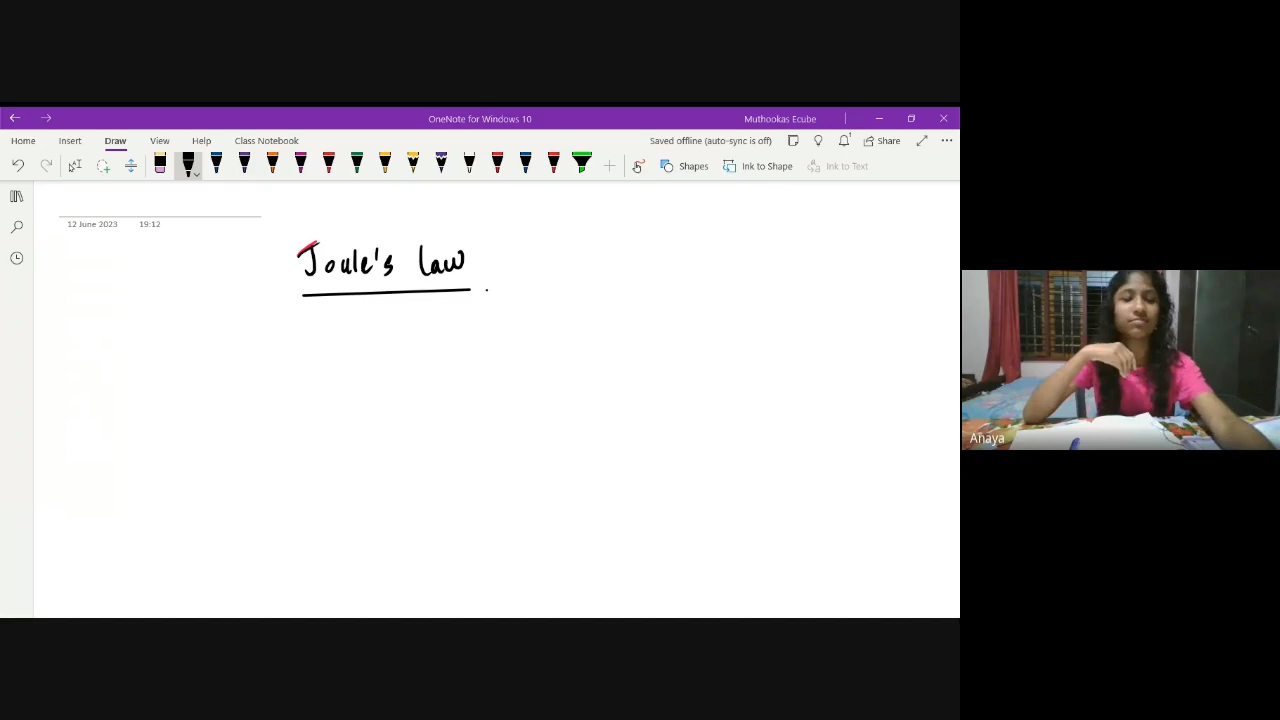 OneNote for Windows 10
Muthookas Ecube
Home Insert Draw View Help Class Notebook
Saved offline (auto-sync is off)
Share
Shapes
Ink to Shape
Ink to Text
12 June 2023 19:12
Joule's law
Anaya